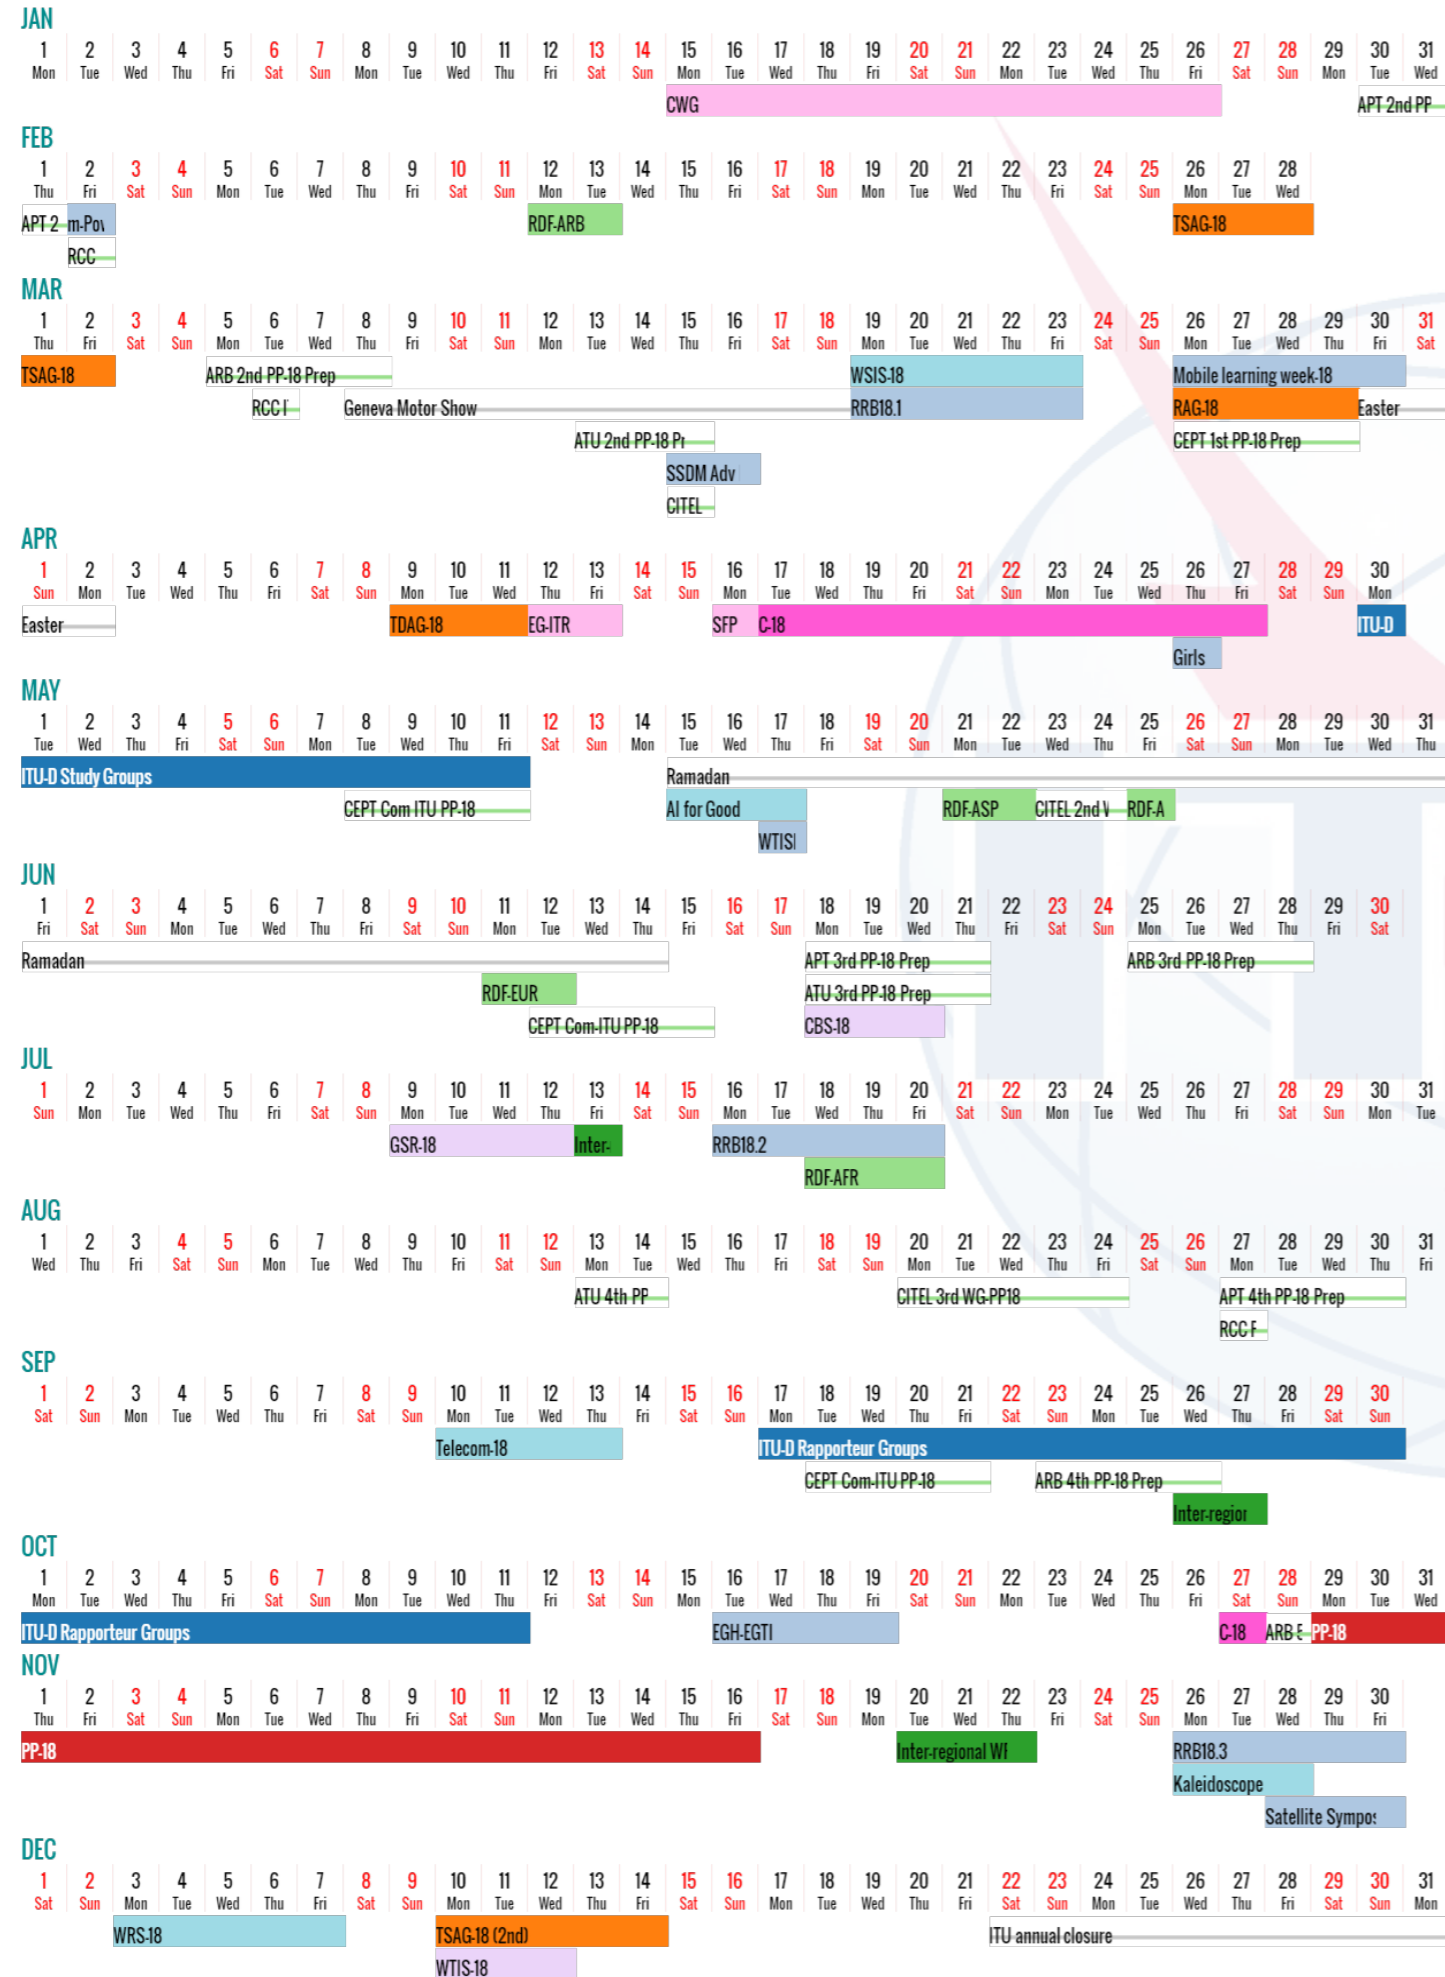 JAN
1 2 3 4 5 6 7 8 9 10 11 12 13 14 15 16 17 18 19 20 21 22 23 24 25 26 27 28 29 30 31
Mon Tue Wed Thu Fri Sat Sun Mon Tue Wed Thu Fri Sat Sun Mon Tue Wed Thu Fri Sat Sun Mon Tue Wed Thu Fri Sat Sun Mon Tue Wed
CWG APT 2nd PP
FEB
1 2 3 4 5 6 7 8 9 10 11 12 13 14 15 16 17 18 19 20 21 22 23 24 25 26 27 28
Thu Fri Sat Sun Mon Tue Wed Thu Fri Sat Sun Mon Tue Wed Thu Fri Sat Sun Mon Tue Wed Thu Fri Sat Sun Mon Tue Wed
APT 2 m-Pov RDF-ARB TSAG-18
RCC
MAR
1 2 3 4 5 6 7 8 9 10 11 12 13 14 15 16 17 18 19 20 21 22 23 24 25 26 27 28 29 30 31
Thu Fri Sat Sun Mon Tue Wed Thu Fri Sat Sun Mon Tue Wed Thu Fri Sat Sun Mon Tue Wed Thu Fri Sat Sun Mon Tue Wed Thu Fri Sat
TSAG-18 ARB 2nd PP-18 Prep WSIS-18 Mobile learning week-18
RCC Geneva Motor Show RRB18.1 RAG-18 Easter
ATU 2nd PP-18 Pr CEPT 1st PP-18 Prep
SSDM Adv
CITEL
APR
1 2 3 4 5 6 7 8 9 10 11 12 13 14 15 16 17 18 19 20 21 22 23 24 25 26 27 28 29 30
Sun Mon Tue Wed Thu Fri Sat Sun Mon Tue Wed Thu Fri Sat Sun Mon Tue Wed Thu Fri Sat Sun Mon Tue Wed Thu Fri Sat Sun Mon
Easter TDAG-18 EG-ITR SFP C-18 ITU-D
Girls
MAY
1 2 3 4 5 6 7 8 9 10 11 12 13 14 15 16 17 18 19 20 21 22 23 24 25 26 27 28 29 30 31
Tue Wed Thu Fri Sat Sun Mon Tue Wed Thu Fri Sat Sun Mon Tue Wed Thu Fri Sat Sun Mon Tue Wed Thu Fri Sat Sun Mon Tue Wed Thu
ITU-D Study Groups Ramadan
CEPT Com ITU PP-18 AI for Good RDF-ASP CITEL 2nd RDF-A
WTIS
JUN
1 2 3 4 5 6 7 8 9 10 11 12 13 14 15 16 17 18 19 20 21 22 23 24 25 26 27 28 29 30
Fri Sat Sun Mon Tue Wed Thu Fri Sat Sun Mon Tue Wed Thu Fri Sat Sun Mon Tue Wed Thu Fri Sat Sun Mon Tue Wed Thu Fri Sat
Ramadan APT 3rd PP-18 Prep ARB 3rd PP-18 Prep
RDF-EUR ATU 3rd PP-18 Prep
CEPT Com-ITU PP-18 CBS-18
JUL
1 2 3 4 5 6 7 8 9 10 11 12 13 14 15 16 17 18 19 20 21 22 23 24 25 26 27 28 29 30 31
Sun Mon Tue Wed Thu Fri Sat Sun Mon Tue Wed Thu Fri Sat Sun Mon Tue Wed Thu Fri Sat Sun Mon Tue Wed Thu Fri Sat Sun Mon Tue
GSR-18 Inter- RRB18.2
RDF-AFR
AUG
1 2 3 4 5 6 7 8 9 10 11 12 13 14 15 16 17 18 19 20 21 22 23 24 25 26 27 28 29 30 31
Wed Thu Fri Sat Sun Mon Tue Wed Thu Fri Sat Sun Mon Tue Wed Thu Fri Sat Sun Mon Tue Wed Thu Fri Sat Sun Mon Tue Wed Thu Fri
ATU 4th PP CITEL 3rd WG-PP18 APT 4th PP-18 Prep
RCC
SEP
1 2 3 4 5 6 7 8 9 10 11 12 13 14 15 16 17 18 19 20 21 22 23 24 25 26 27 28 29 30
Sat Sun Mon Tue Wed Thu Fri Sat Sun Mon Tue Wed Thu Fri Sat Sun Mon Tue Wed Thu Fri Sat Sun Mon Tue Wed Thu Fri Sat Sun
Telecom-18 ITU-D Rapporteur Groups
CEPT Com-ITU PP-18 ARB 4th PP-18 Prep
Inter-region
OCT
1 2 3 4 5 6 7 8 9 10 11 12 13 14 15 16 17 18 19 20 21 22 23 24 25 26 27 28 29 30 31
Mon Tue Wed Thu Fri Sat Sun Mon Tue Wed Thu Fri Sat Sun Mon Tue Wed Thu Fri Sat Sun Mon Tue Wed Thu Fri Sat Sun Mon Tue Wed
ITU-D Rapporteur Groups EGH-EGTI C-18 ARB PP-18
NOV
1 2 3 4 5 6 7 8 9 10 11 12 13 14 15 16 17 18 19 20 21 22 23 24 25 26 27 28 29 30
Thu Fri Sat Sun Mon Tue Wed Thu Fri Sat Sun Mon Tue Wed Thu Fri Sat Sun Mon Tue Wed Thu Fri Sat Sun Mon Tue Wed Thu Fri
PP-18 Inter-regional RRB18.3
Kaleidoscope
Satellite Sympos
DEC
1 2 3 4 5 6 7 8 9 10 11 12 13 14 15 16 17 18 19 20 21 22 23 24 25 26 27 28 29 30 31
Sat Sun Mon Tue Wed Thu Fri Sat Sun Mon Tue Wed Thu Fri Sat Sun Mon Tue Wed Thu Fri Sat Sun Mon Tue Wed Thu Fri Sat Sun Mon
WRS-18 TSAG-18 (2nd) ITU annual closure
WTIS-18